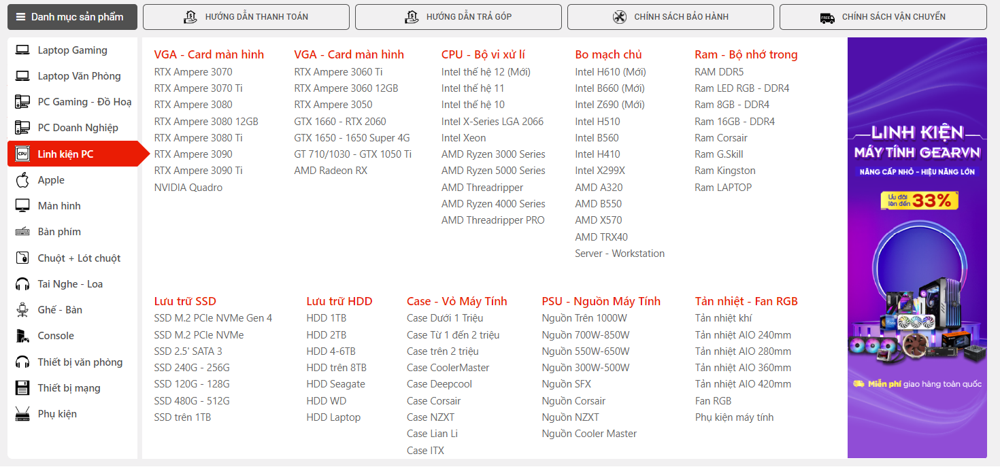 Danh mục sản phẩm
HƯỚNG DẪN THANH TOÁN
HƯỚNG DẪN TRẢ GÓP
CHÍNH SÁCH BẢO HÀNH
FREE
CHÍNH SÁCH VẬN CHUYỂN
Laptop Gaming
Laptop Văn Phòng
PC Gaming - Đồ Hoạ
PC Doanh Nghiệp
CPU
Linh kiện PC
Apple
Màn hình
Bàn phím
Chuột + Lót chuột
Tai Nghe - Loa
Ghế - Bàn
Console
Thiết bị văn phòng
Thiết bị mạng
Phụ kiện
VGA - Card màn hình
RTX Ampere 3070
RTX Ampere 3070 Ti
RTX Ampere 3080
RTX Ampere 3080 12GB
RTX Ampere 3080 Ti
RTX Ampere 3090
RTX Ampere 3090 Ti
NVIDIA Quadro
VGA - Card màn hình
RTX Ampere 3060 Ti
RTX Ampere 3060 12GB
RTX Ampere 3050
GTX 1660 - RTX 2060
GTX 1650 - 1650 Super 4G
GT 710/1030 - GTX 1050 Ti
AMD Radeon RX
CPU - Bộ vi xử lí
Intel thế hệ 12 (Mới)
Intel thế hệ 11
Intel thế hệ 10
Intel X-Series LGA 2066
Intel Xeon
AMD Ryzen 3000 Series
AMD Ryzen 5000 Series
AMD Threadripper
AMD Ryzen 4000 Series
AMD Threadripper PRO
Bo mạch chủ
Intel H610 (Mới)
Intel B660 (Mới)
Intel Z690 (Mới)
Intel H510
Intel B560
Intel H410
Intel X299X
AMD A320
AMD B550
AMD X570
AMD TRX40
Server - Workstation
Ram - Bộ nhớ trong
RAM DDR5
Ram LED RGB - DDR4
Ram 8GB - DDR4
Ram 16GB - DDR4
Ram Corsair
Ram G.Skill
Ram Kingston
Ram LAPTOP
Lưu trữ SSD
SSD M.2 PCIe NVMe Gen 4
SSD M.2 PCIe NVMe
SSD 2.5' SATA 3
SSD 240G - 256G
SSD 120G - 128G
SSD 480G - 512G
SSD trên 1TB
Lưu trữ HDD
HDD 1TB
HDD 2TB
HDD 4-6TB
HDD trên 8TB
HDD Seagate
HDD WD
HDD Laptop
Case - Vỏ Máy Tính
Case Dưới 1 Triệu
Case Từ 1 đến 2 triệu
Case trên 2 triệu
Case CoolerMaster
Case Deepcool
Case Corsair
Case NZXT
Case Lian Li
Case ITX
PSU - Nguồn Máy Tính
Nguồn Trên 1000W
Nguồn 700W-850W
Nguồn 550W-650W
Nguồn 300W-500W
Nguồn SFX
Nguồn Corsair
Nguồn NZXT
Nguồn Cooler Master
Tản nhiệt - Fan RGB
Tản nhiệt khí
Tản nhiệt AIO 240mm
Tản nhiệt AIO 280mm
Tản nhiệt AIO 360mm
Tản nhiệt AIO 420mm
Fan RGB
Phụ kiện máy tính
LINH KIỆN
MÁY TÍNH GEARVN
NÂNG CẤP NHỎ - HIỆU NĂNG LỚN
Ưu đãi
lên đến 33%
Miễn phí giao hàng toàn quốc